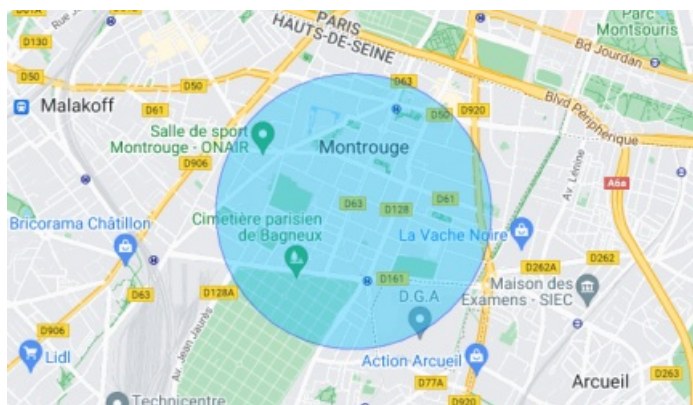 D61A
Rue J
PARIS
HAUTS-DE-SEINE
Parc
Montsouris
D130
Bd Jourdan
D50
D50
D63
Blvd Périphérique
Malakoff
D61
D50
D920
Salle de sport
Montrouge - ONAIR
Montrouge
D906
Av. Lénine
A6a
D63
D128
D61
Bricorama Châtillon
Cimetière parisien
de Bagneux
La Vache Noire
D262
D262A
D161
D63
D128A
Maison des
Examens - SIEC
D.G.A
Av. Jean Jaurès
D906
Lidl
Action Arcueil
D77A
Arcueil
D263
Technicentre
D920